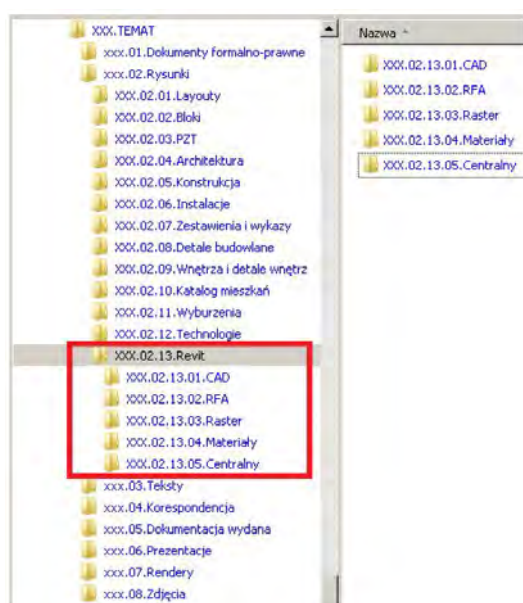 XXX.TEMAT
xxx.01.Dokumenty formalno-prawne
xxx.02.Rysunki
XXX.02.01.Layouty
XXX.02.02.Bloki
XXX.02.03.PZT
XXX.02.04.Architektura
XXX.02.05.Konstrukcja
XXX.02.06.Instalacje
XXX.02.07.Zestawienia i wykazy
XXX.02.08.Detale budowlane
XXX.02.09.Wnętrza i detale wnętrz
XXX.02.10.Katalog mieszkań
XXX.02.11.Wyburzenia
XXX.02.12.Technologie
XXX.02.13.Revit
XXX.02.13.01.CAD
XXX.02.13.02.RFA
XXX.02.13.03.Raster
XXX.02.13.04.Materiały
XXX.02.13.05.Centralny
xxx.03.Teksty
xxx.04.Korespondencja
xxx.05.Dokumentacja wydana
xxx.06.Prezentacje
xxx.07.Rendery
xxx.08.Zdjęcia
Nazwa
XXX.02.13.01.CAD
XXX.02.13.02.RFA
XXX.02.13.03.Raster
XXX.02.13.04.Materiały
XXX.02.13.05.Centralny